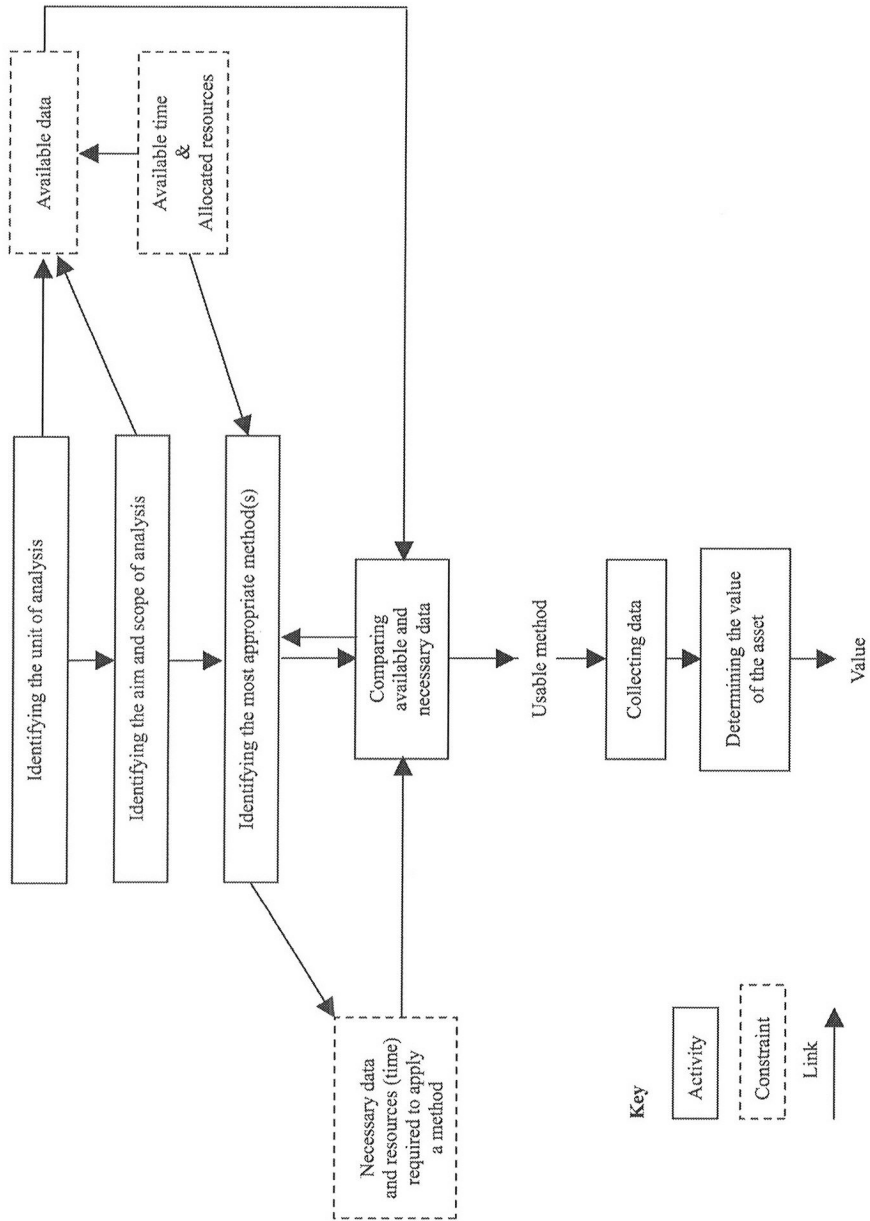 Identifying the unit of analysis
Available data
Identifying the aim and scope of analysis
Available time
&
Allocated resources
Identifying the most appropriate method(s)
Necessary data
and resources (time)
required to apply
a method
Comparing
available and
necessary data
Usable method
Collecting data
Determining the value
of the asset
Value
Key
Activity
Constraint
Link